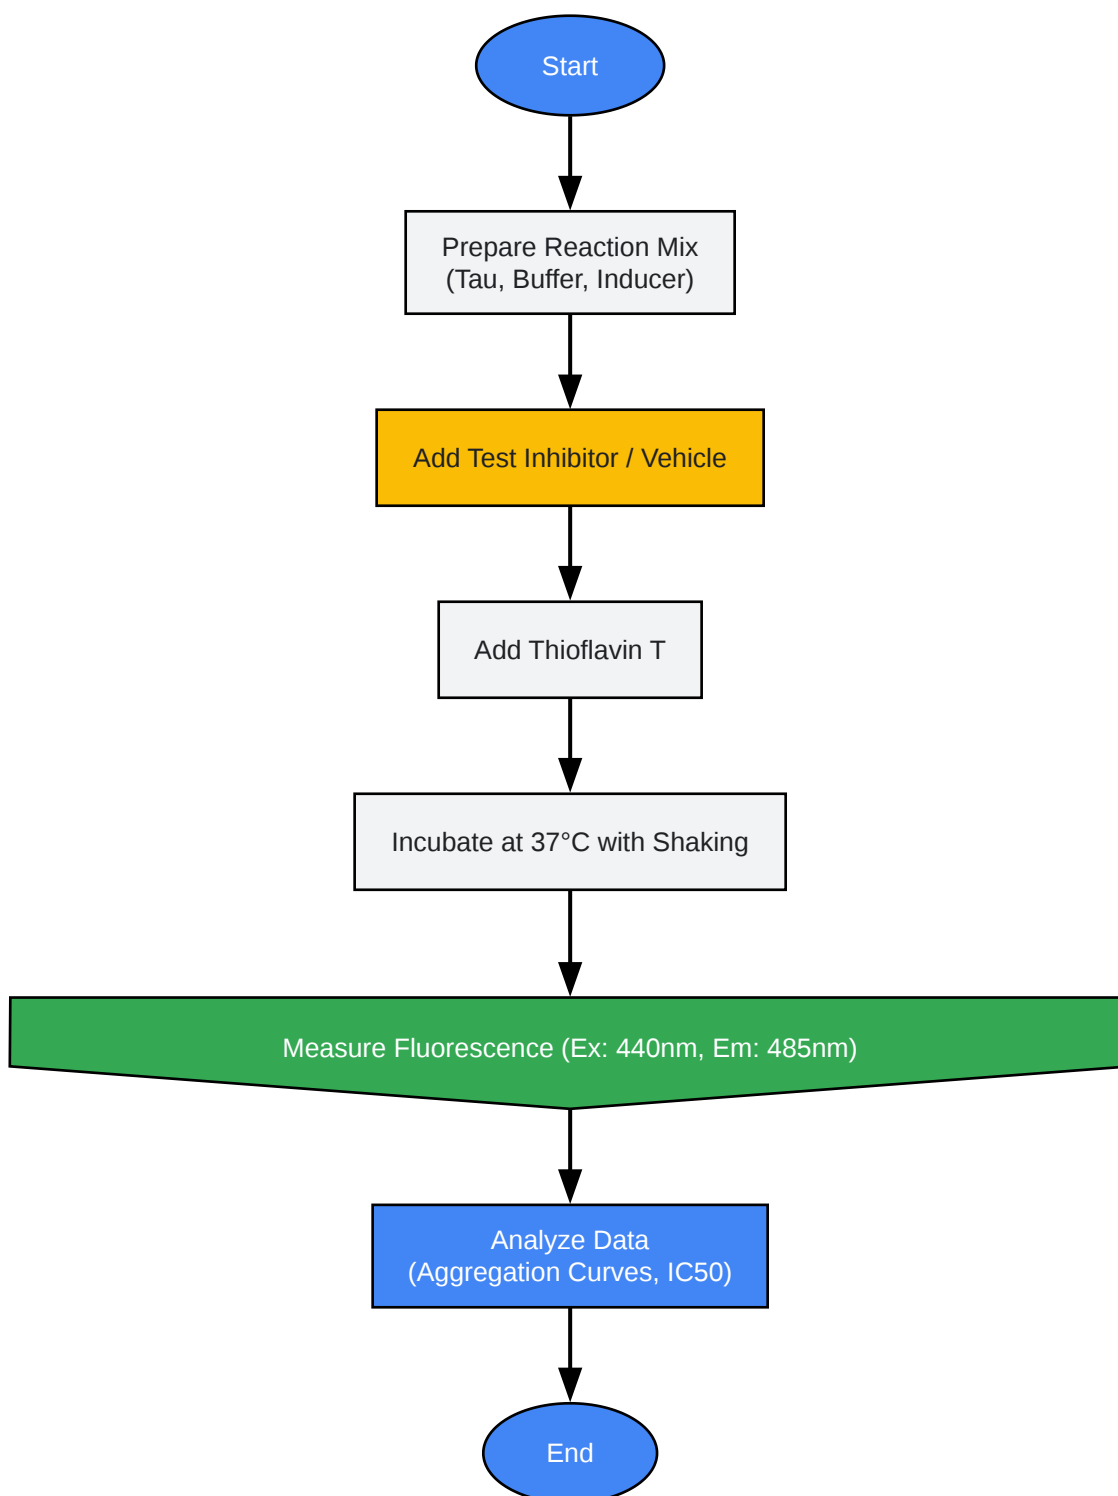 Start
Prepare Reaction Mix
(Tau, Buffer, Inducer)
Add Test Inhibitor / Vehicle
Add Thioflavin T
Incubate at 37°C with Shaking
Measure Fluorescence (Ex: 440nm, Em: 485nm)
Analyze Data
(Aggregation Curves, IC50)
End